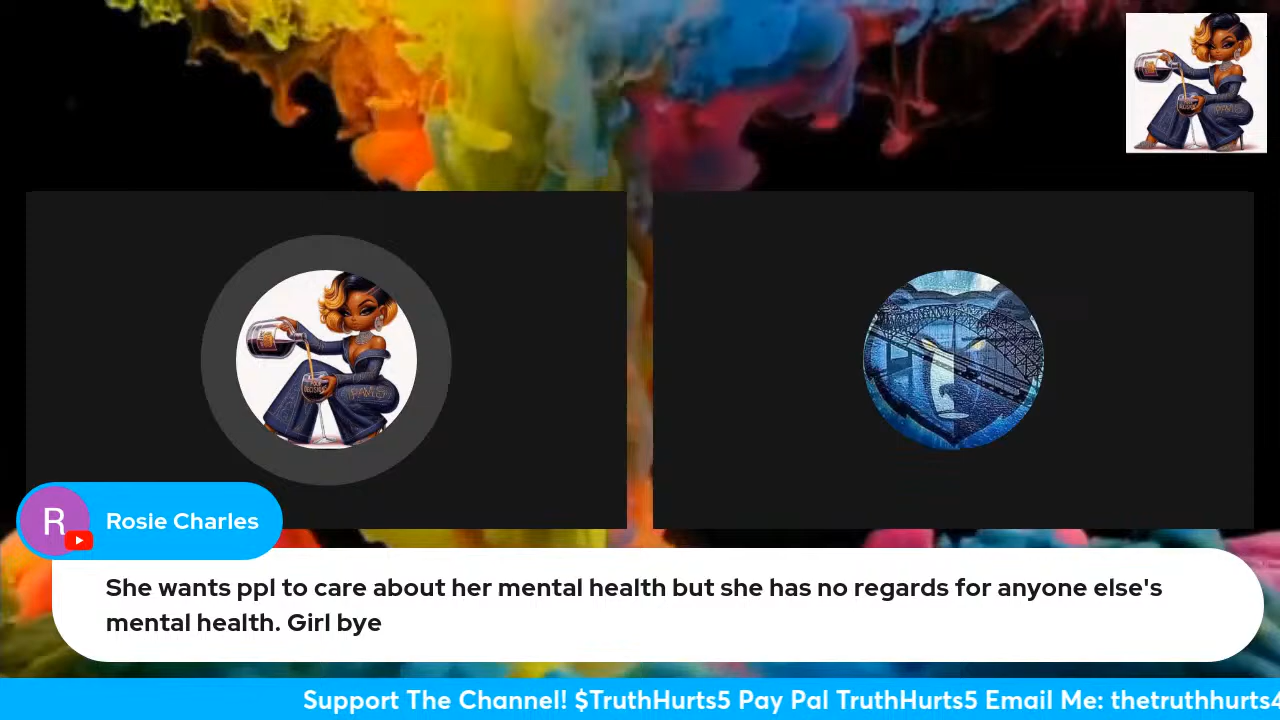 R Rosie Charles
She wants ppl to care about her mental health but she has no regards for anyone else's
mental health. Girl bye
Support The Channel! $TruthHurts5 Pay Pal TruthHurts5 Email Me: thetruthhurts4